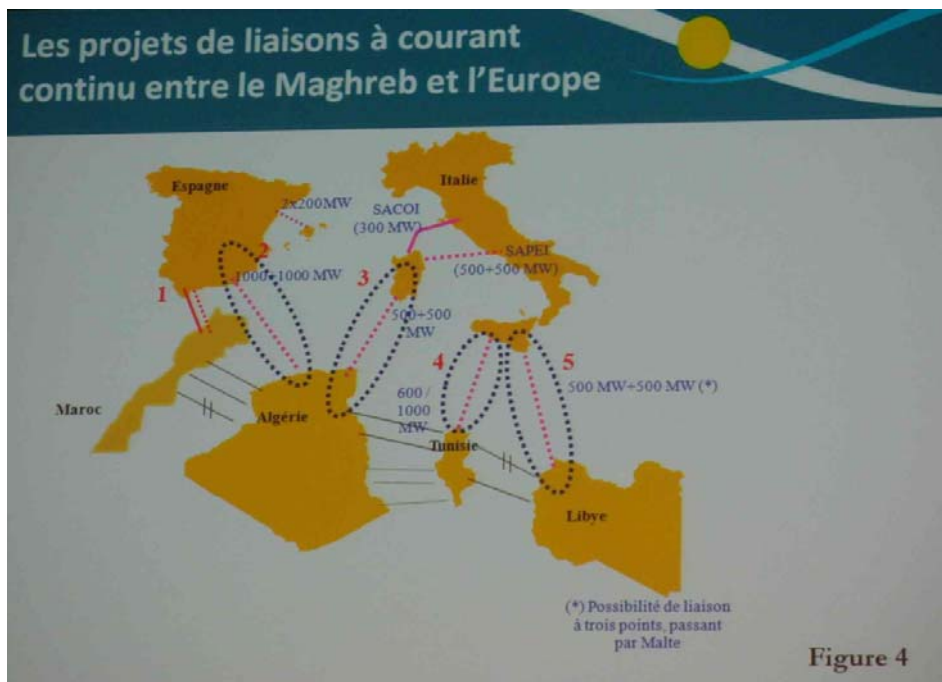 Les projets de liaisons à courant
continu entre le Maghreb et l'Europe
Espagne
Italie
2x200MW
SACOI
(300 MW)
SAPEI
(500+500 MW)
2
1000+1000 MW
1
3
500+500
MW
4
600 /
1000
MW
5
500 MW+500 MW (*)
Maroc
Algérie
Tunisie
Libye
(*) Possibilité de liaison
à trois points, passant
par Malte
Figure 4